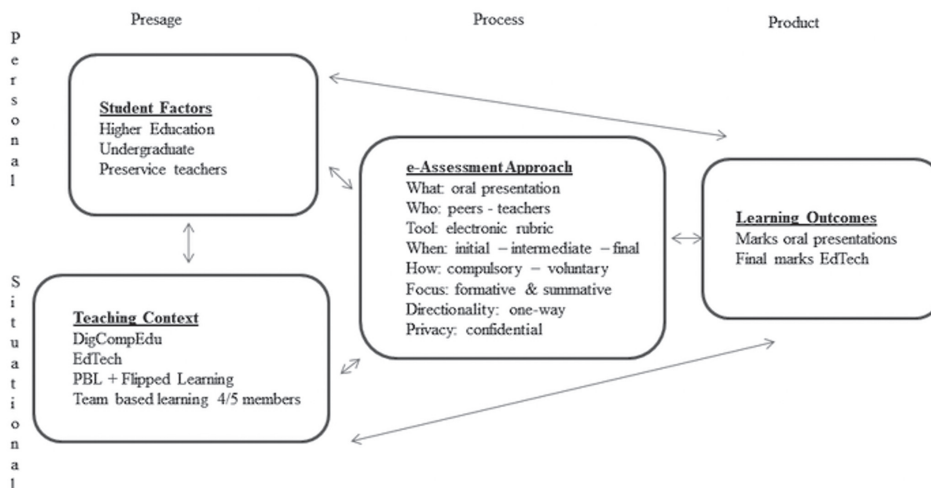 Presage
Process
Product
Personal
Student Factors
Higher Education
Undergraduate
Preservice teachers
e-Assessment Approach
What: oral presentation
Who: peers - teachers
Tool: electronic rubric
When: initial – intermediate – final
How: compulsory – voluntary
Focus: formative & summative
Directionality: one-way
Privacy: confidential
Learning Outcomes
Marks oral presentations
Final marks EdTech
Situational
Teaching Context
DigCompEdu
EdTech
PBL + Flipped Learning
Team based learning 4/5 members